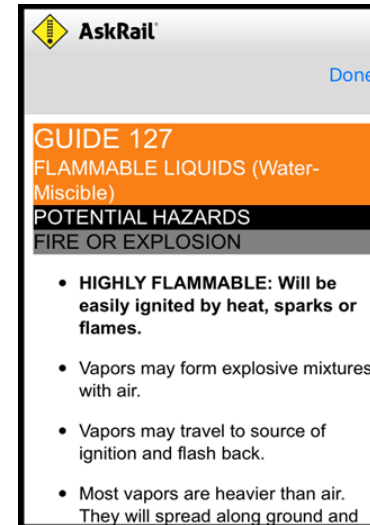 AskRail
Done
GUIDE 127
FLAMMABLE LIQUIDS (Water-
Miscible)
POTENTIAL HAZARDS
FIRE OR EXPLOSION
• HIGHLY FLAMMABLE: Will be
easily ignited by heat, sparks or
flames.
• Vapors may form explosive mixtures
with air.
• Vapors may travel to source of
ignition and flash back.
• Most vapors are heavier than air.
They will spread along ground and